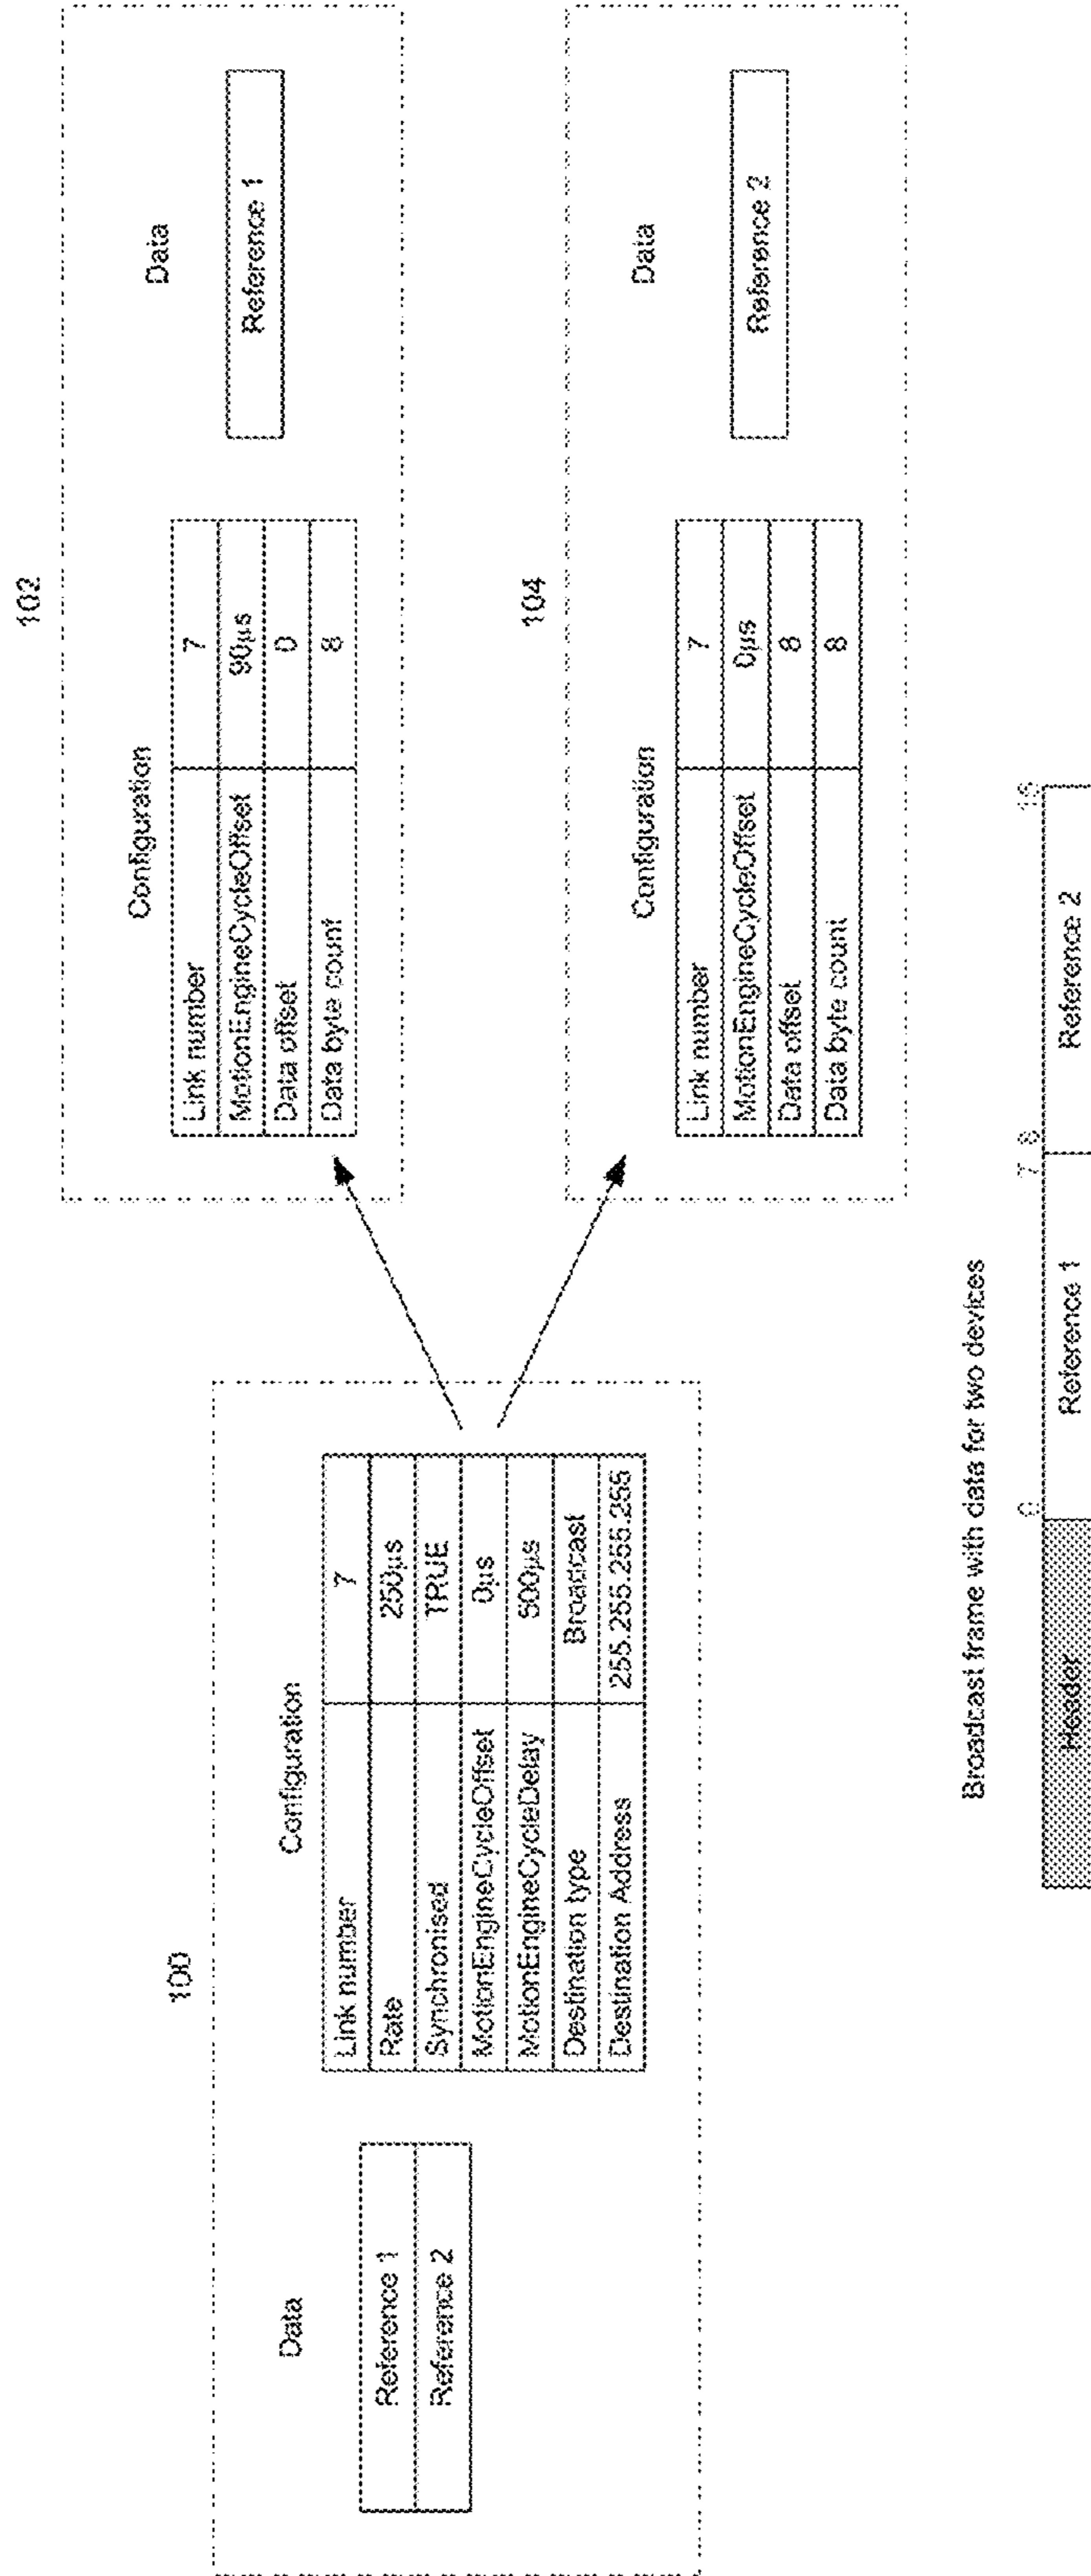 100
Data
Reference 1
Reference 2
Configuration
Link number 7
Rate 250µs
Synchronised TRUE
MotionEngineCycleOffset 0µs
MotionEngineCycleDelay 500µs
Destination type Broadcast
Destination Address 255.255.255.255
102
Configuration
Link number 7
MotionEngineCycleOffset 90µs
Data offset 0
Data byte count 8
Data
Reference 1
104
Configuration
Link number 7
MotionEngineCycleOffset 0µs
Data offset 8
Data byte count 8
Data
Reference 2
Broadcast frame with data for two devices
0 7 8
Header Reference 1 Reference 2